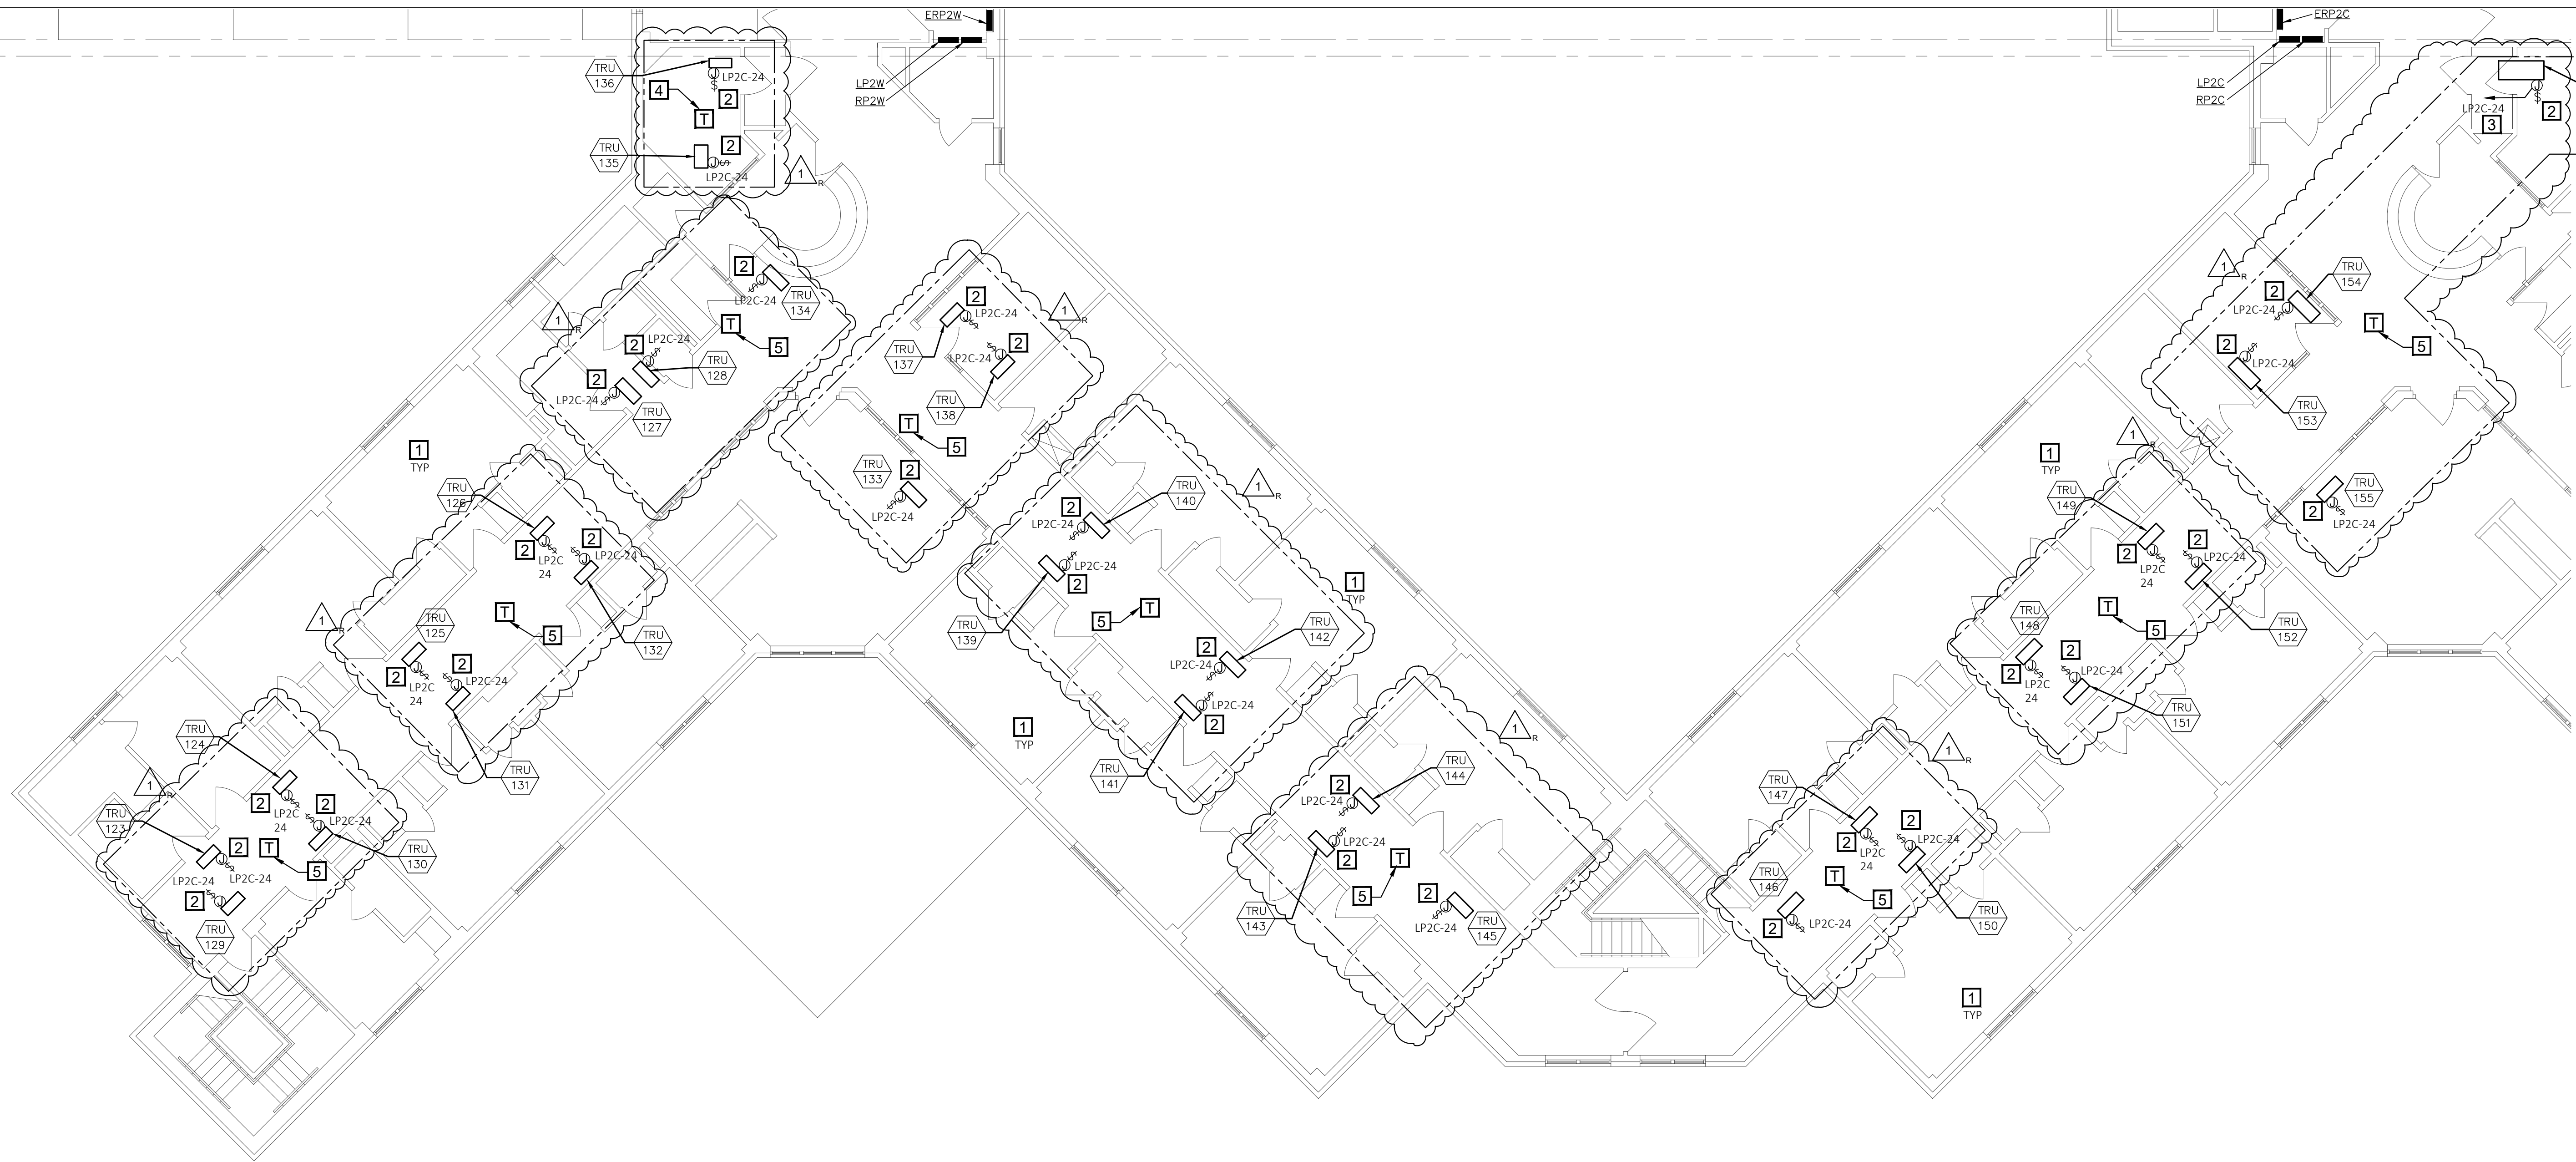 ERP2W
ERP2C
TRU
136
LP2C-24
4
2
T
LP2W
RP2W
LP2C
RP2C
LP2C-24
2
3
TRU
135
2
LP2C-24
1
R
2
LP2C-24
TRU
134
T
5
1
R
2
LP2C-24
TRU
128
2
LP2C-24
TRU
127
2
LP2C-24
TRU
137
1
R
2
LP2C-24
TRU
138
T
5
TRU
133
2
LP2C-24
1
R
TRU
154
2
LP2C-24
T
5
2
LP2C-24
TRU
153
TRU
155
2
LP2C-24
1
TYP
TRU
126
2
LP2C
24
2
LP2C-24
TRU
132
T
5
1
R
TRU
125
2
LP2C
24
2
LP2C-24
TRU
131
TRU
140
2
LP2C-24
1
R
2
LP2C-24
TRU
139
T
5
1
TYP
TRU
142
2
LP2C-24
LP2C-24
2
TRU
141
1
TYP
1
TYP
1
R
TRU
149
2
LP2C
24
2
LP2C-24
TRU
152
T
5
TRU
148
2
LP2C
24
2
LP2C-24
TRU
151
TRU
124
2
LP2C
24
2
LP2C-24
TRU
130
1
R
TRU
123
2
LP2C-24
T
5
LP2C-24
2
TRU
129
1
R
TRU
144
2
LP2C-24
LP2C-24
2
TRU
143
T
5
2
LP2C-24
TRU
145
1
R
TRU
147
2
LP2C
24
2
LP2C-24
TRU
150
TRU
146
T
5
2
LP2C-24
1
TYP